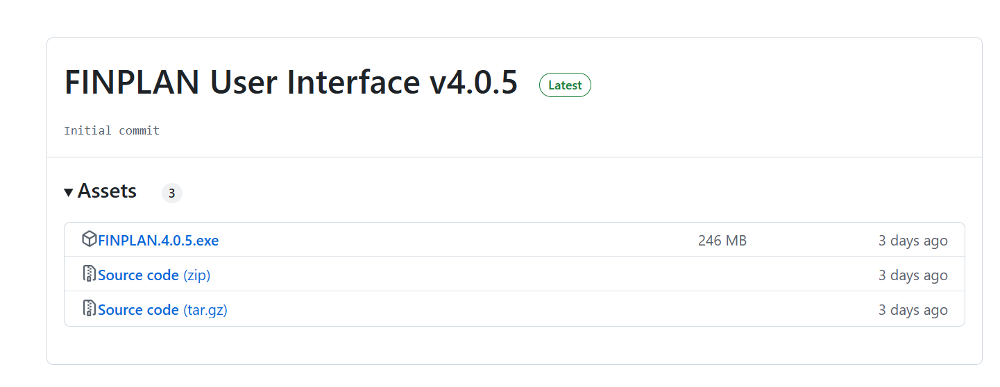 FINPLAN User Interface v4.0.5 Latest
Initial commit
Assets 3
FINPLAN.4.0.5.exe 246 MB 3 days ago
Source code (zip) 3 days ago
Source code (tar.gz) 3 days ago